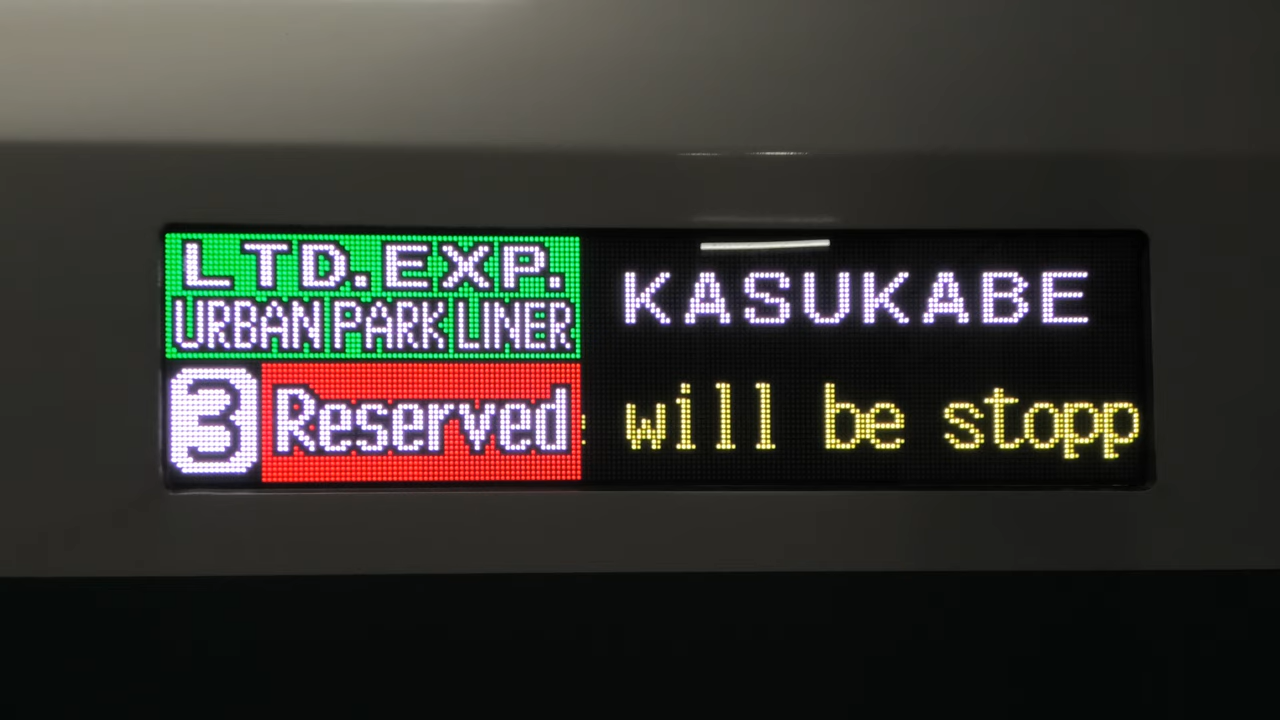 LTD.EXP.
URBAN PARK LINER
KASUKABE
3 Reserved
will be stopp